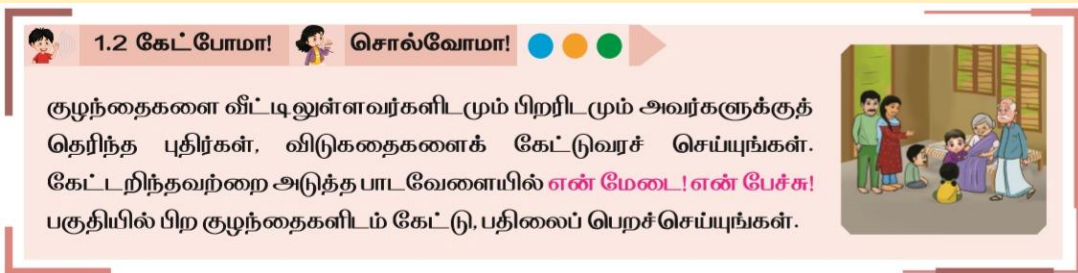 1.2 கேட்போமா! சொல்வோமா!
குழந்தைகளை வீட்டிலுள்ளவர்களிடமும் பிறரிடமும் அவர்களுக்குத்
தெரிந்த புதிர்கள், விடுகதைகளைக் கேட்டுவரச் செய்யுங்கள்.
கேட்டறிந்தவற்றை அடுத்த பாடவேளையில் என் மேடை! என் பேச்சு!
பகுதியில் பிற குழந்தைகளிடம் கேட்டு, பதிலைப் பெறச்செய்யுங்கள்.